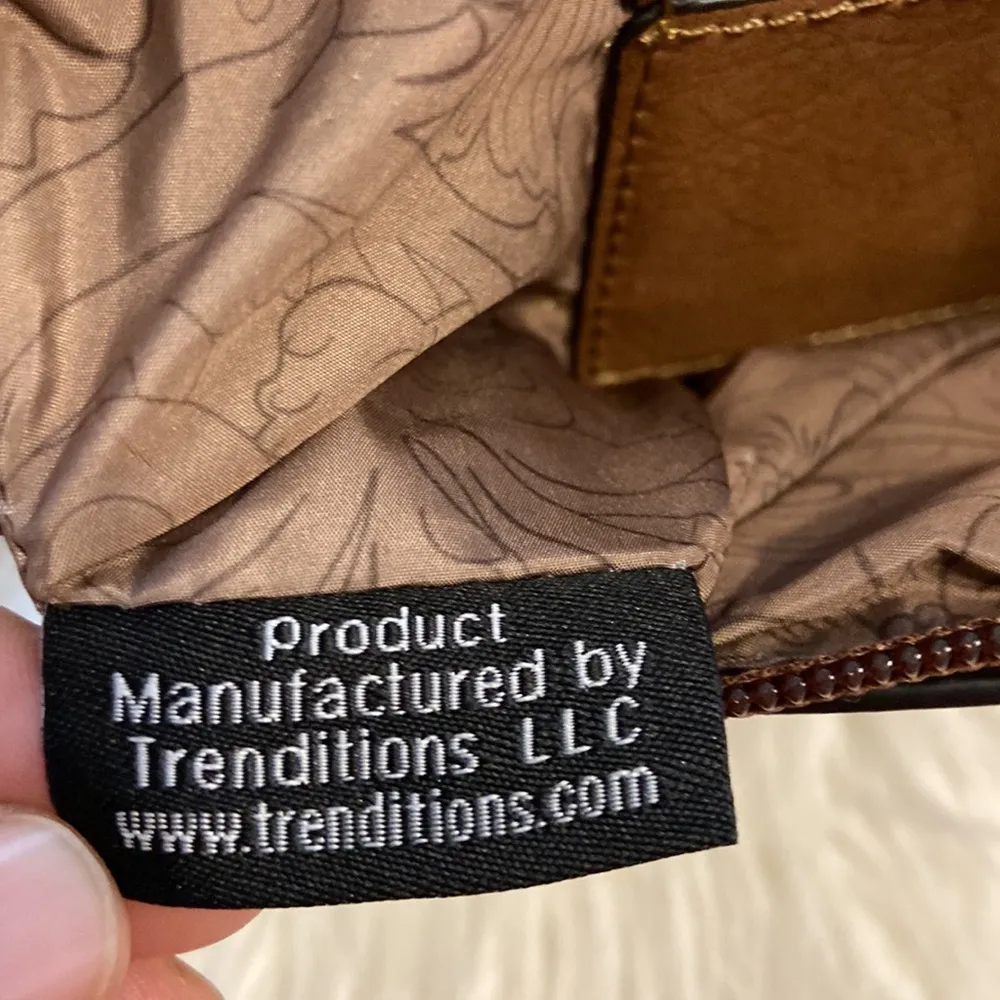 Product
Manufactured by
Trenditions LLC
www.trenditions.com